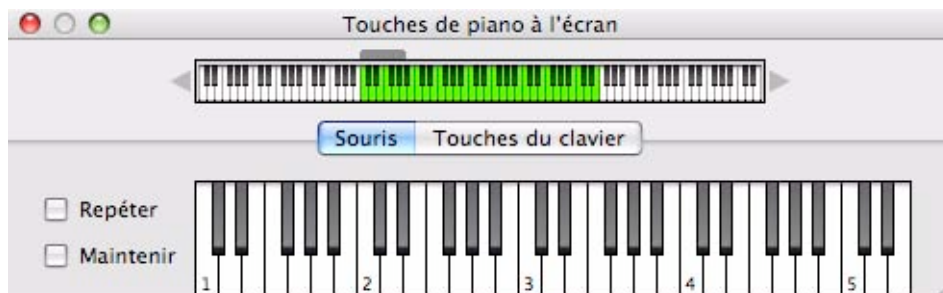 Touches de piano à l'écran
Souris Touches du clavier
Repéter
Maintenir
1 2 3 4 5